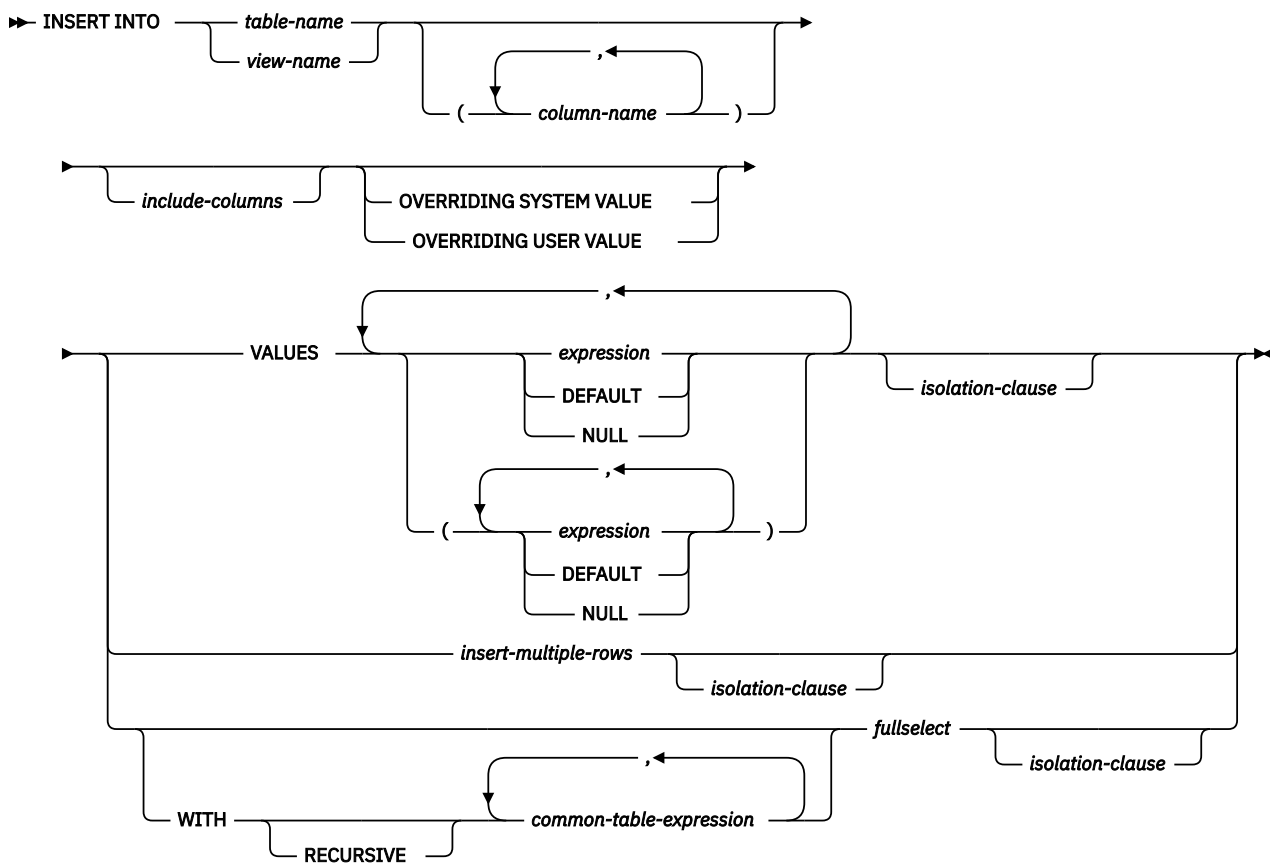 INSERT INTO table-name
view-name
,
( column-name )
include-columns OVERRIDING SYSTEM VALUE
OVERRIDING USER VALUE
,
VALUES expression
DEFAULT
NULL
isolation-clause
,
( expression )
DEFAULT
NULL
insert-multiple-rows
isolation-clause
fullselect
isolation-clause
,
WITH common-table-expression
RECURSIVE